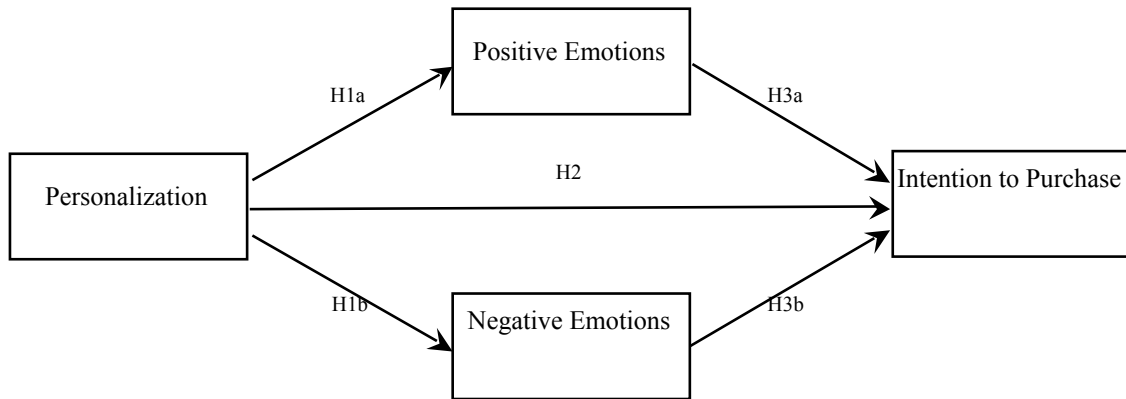 Positive Emotions
H1a
H3a
Personalization
H2
Intention to Purchase
H1b
H3b
Negative Emotions